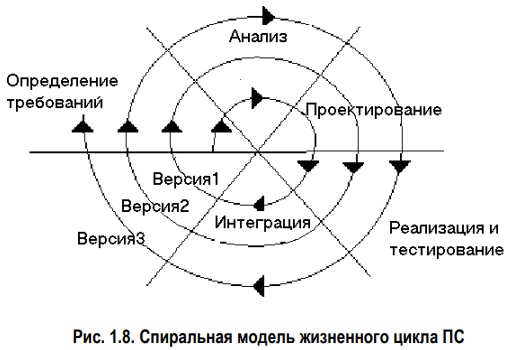 Анализ
Определение
требований
Проектирование
Версия1
Версия2
Интеграция
Версия3
Реализация и
тестирование
Рис. 1.8. Спиральная модель жизненного цикла ПС